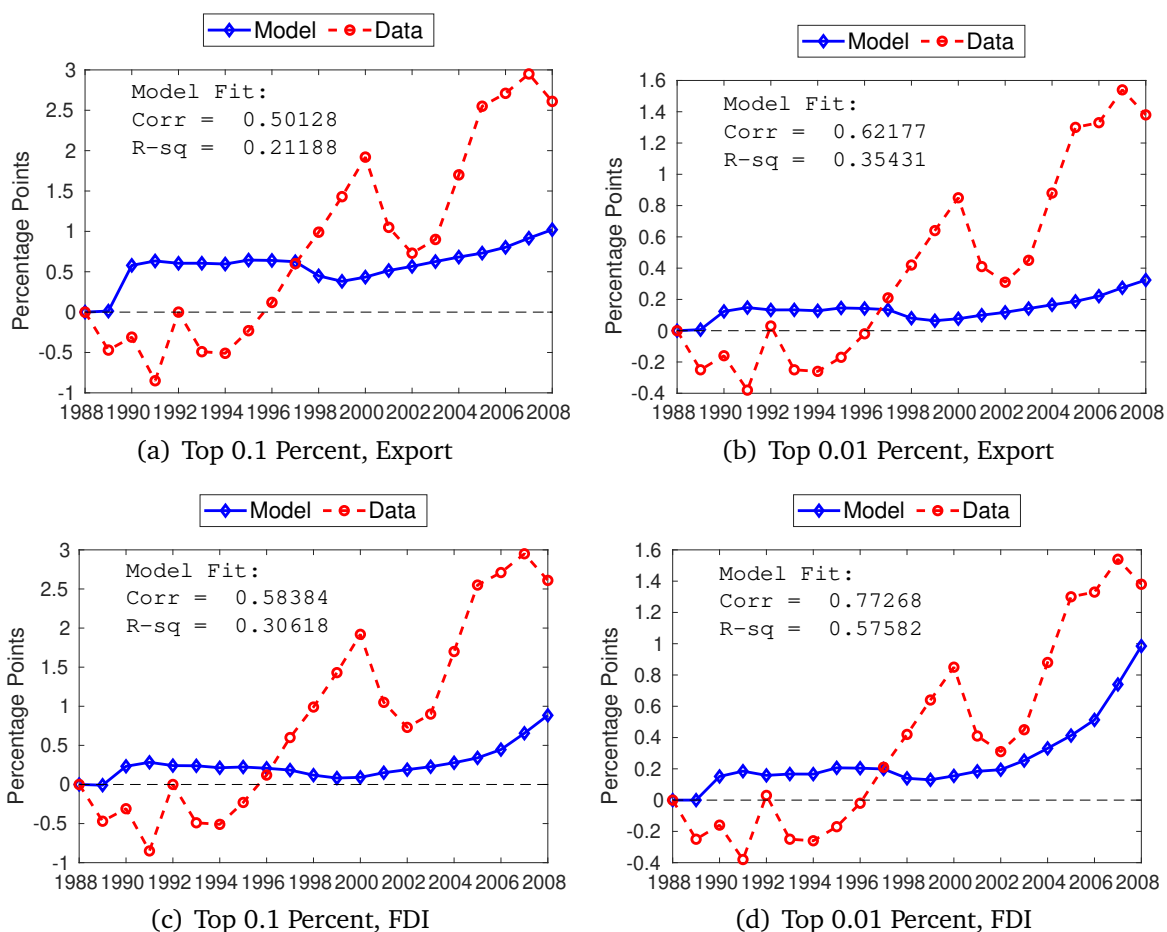 Model Data
Model Fit:
Corr = 0.50128
R-sq = 0.21188
Percentage Points
3
2.5
2
1.5
1
0.5
0
-0.5
-1
1988 1990 1992 1994 1996 1998 2000 2002 2004 2006 2008
(a) Top 0.1 Percent, Export
Model Data
Model Fit:
Corr = 0.62177
R-sq = 0.35431
Percentage Points
1.6
1.4
1.2
1
0.8
0.6
0.4
0.2
0
-0.2
-0.4
1988 1990 1992 1994 1996 1998 2000 2002 2004 2006 2008
(b) Top 0.01 Percent, Export
Model Data
Model Fit:
Corr = 0.58384
R-sq = 0.30618
Percentage Points
3
2.5
2
1.5
1
0.5
0
-0.5
-1
1988 1990 1992 1994 1996 1998 2000 2002 2004 2006 2008
(c) Top 0.1 Percent, FDI
Model Data
Model Fit:
Corr = 0.77268
R-sq = 0.57582
Percentage Points
1.6
1.4
1.2
1
0.8
0.6
0.4
0.2
0
-0.2
-0.4
1988 1990 1992 1994 1996 1998 2000 2002 2004 2006 2008
(d) Top 0.01 Percent, FDI